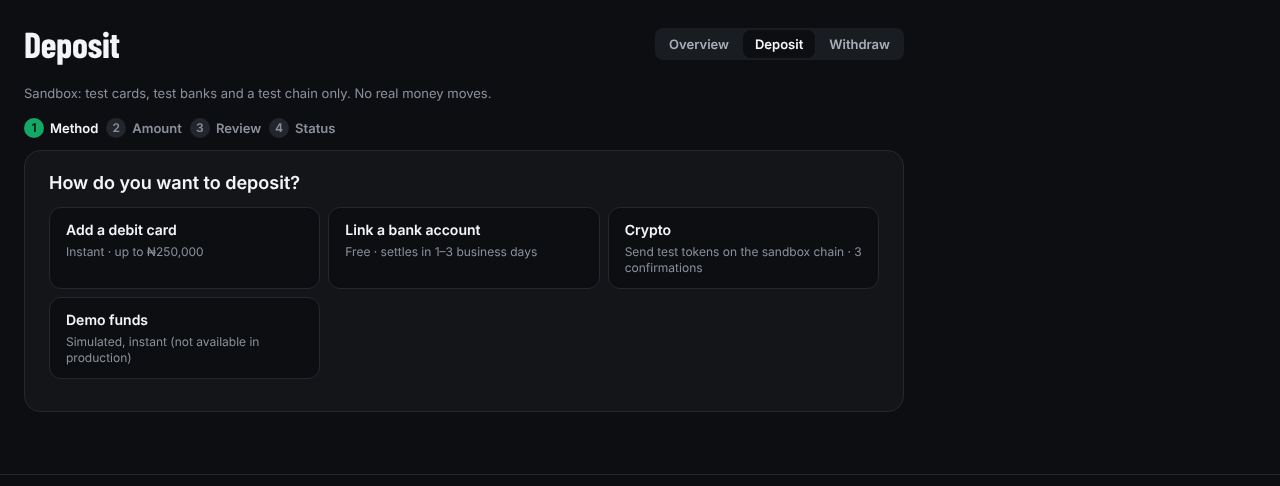 Deposit
Overview Deposit Withdraw
Sandbox: test cards, test banks and a test chain only. No real money moves.
1 Method 2 Amount 3 Review 4 Status
How do you want to deposit?
Add a debit card
Instant · up to ₦250,000
Link a bank account
Free · settles in 1–3 business days
Crypto
Send test tokens on the sandbox chain · 3
confirmations
Demo funds
Simulated, instant (not available in
production)